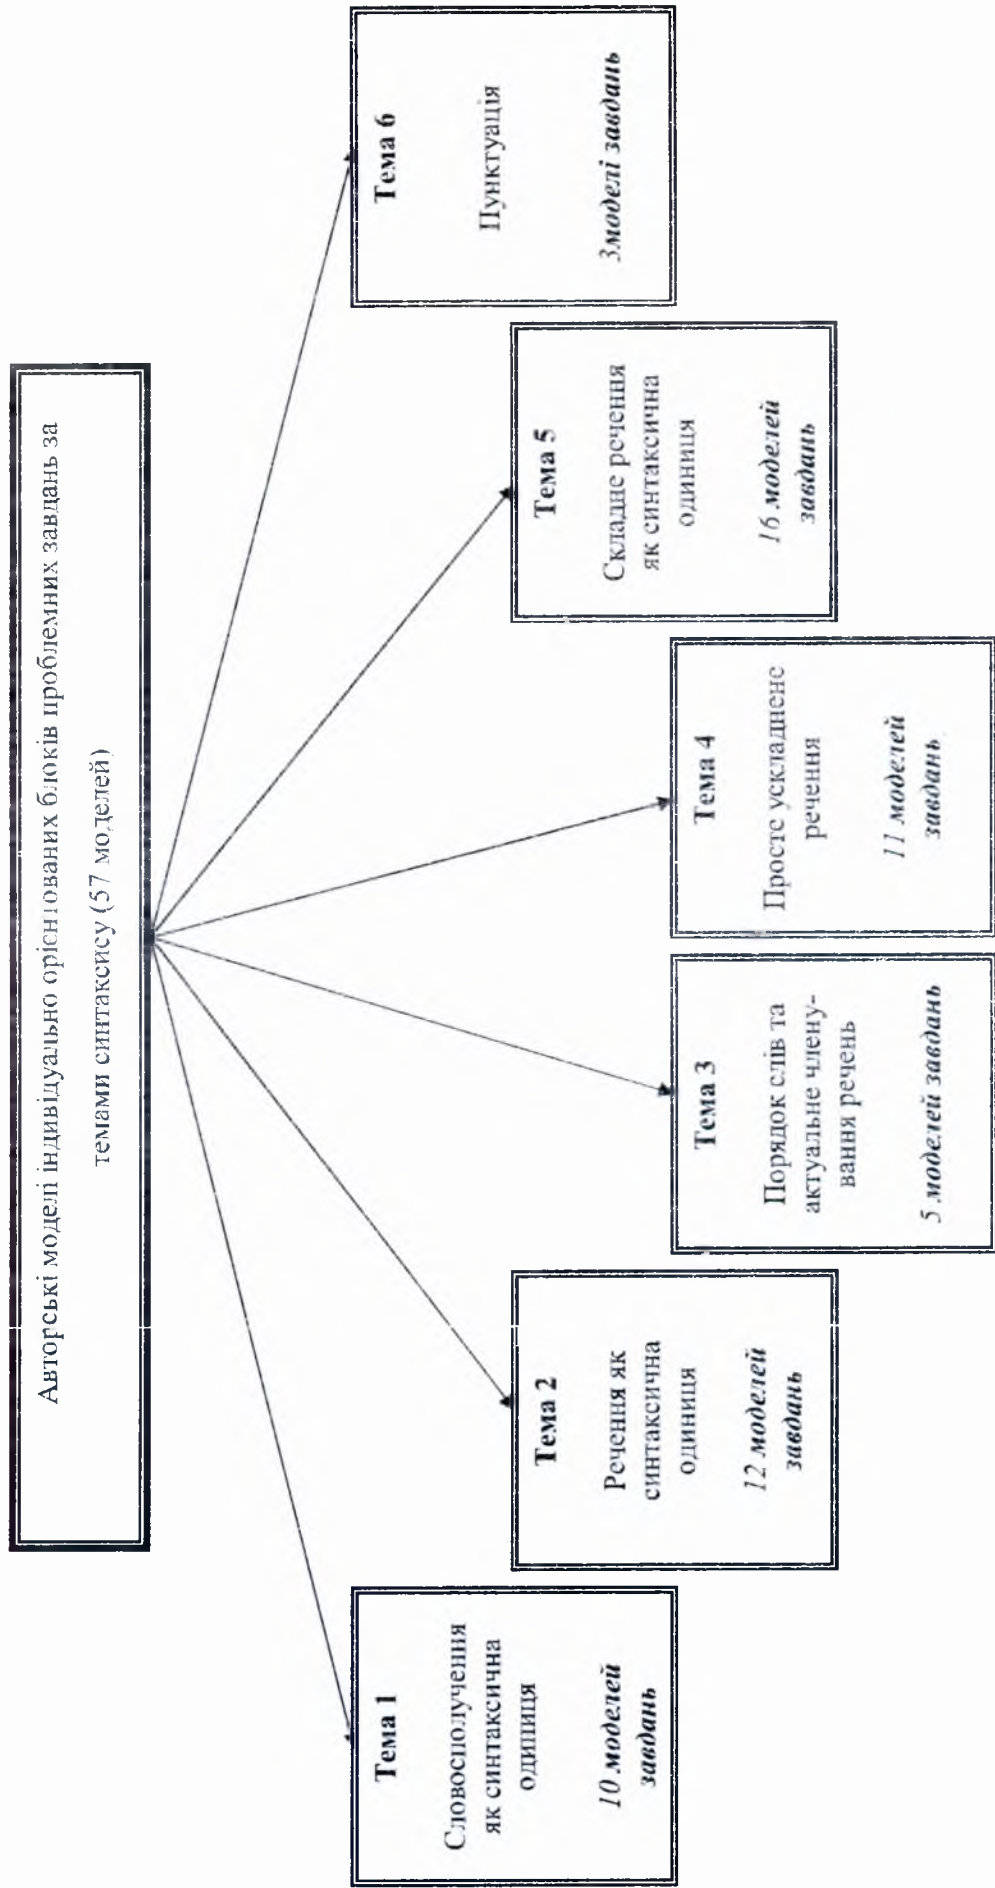 Авторські моделі індивідуально орієнтованих блоків проблемних завдань за
темами синтаксису (57 моделей)
Тема 1
Словосполучення
як синтаксична
одиниця
10 моделей
завдань
Тема 2
Речення як
синтаксична
одиниця
12 моделей
завдань
Тема 3
Порядок слів та
актуальне члену-
вання речень
5 моделей завдань
Тема 4
Просте ускладнене
речення
11 моделей
завдань
Тема 5
Складне речення
як синтаксична
одиниця
16 моделей
завдань
Тема 6
Пунктуація
3моделі завдань